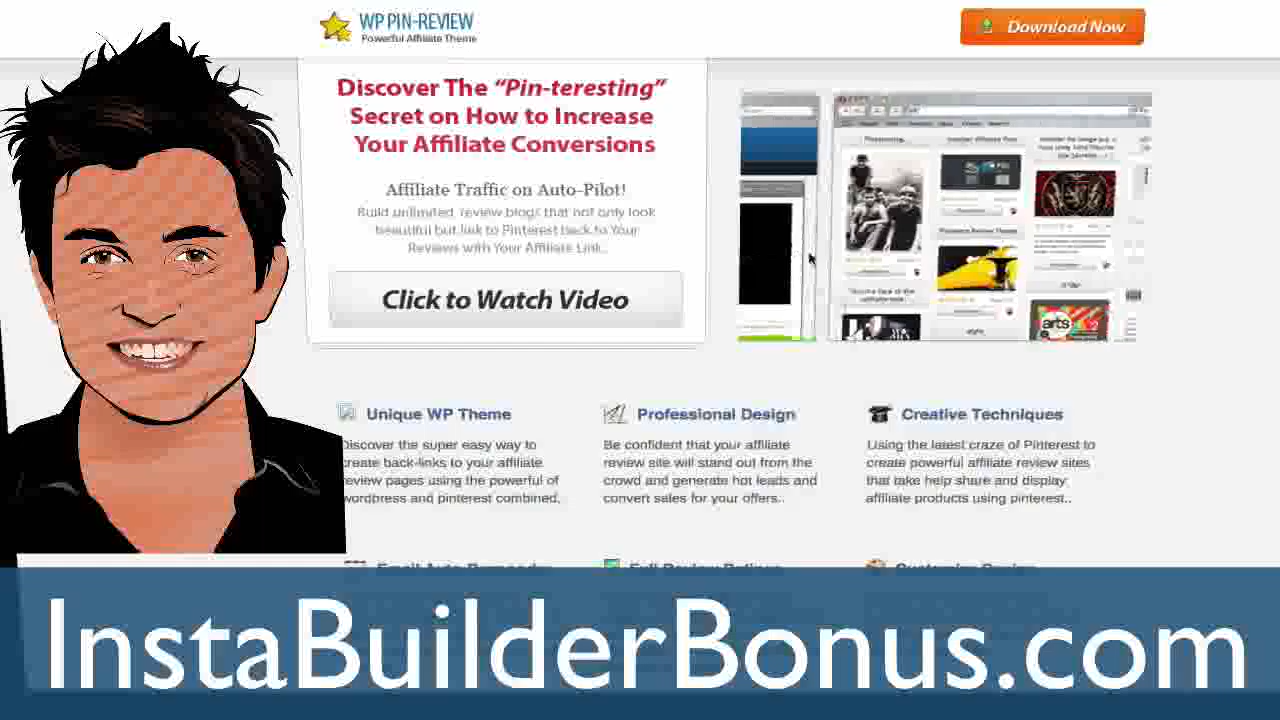 WP PIN-REVIEW
Powerful Affiliate Theme
Download Now
Discover The “Pin-teresting”
Secret on How to Increase
Your Affiliate Conversions
Affiliate Traffic on Auto-Pilot!
Build unlimited review blogs that not only look
beautiful but link to Pinterest back to Your
Reviews with Your Affiliate Link..
Click to Watch Video
arts
Unique WP Theme
Discover the super easy way to
create back-links to your affiliate
review pages using the powerful of
wordpress and pinterest combined,
Professional Design
Be confident that your affiliate
review site will stand out from the
crowd and generate hot leads and
convert sales for your offers..
Creative Techniques
Using the latest craze of Pinterest to
create powerful affiliate review sites
that take help share and display
affiliate products using pinterest..
InstaBuilderBonus.com